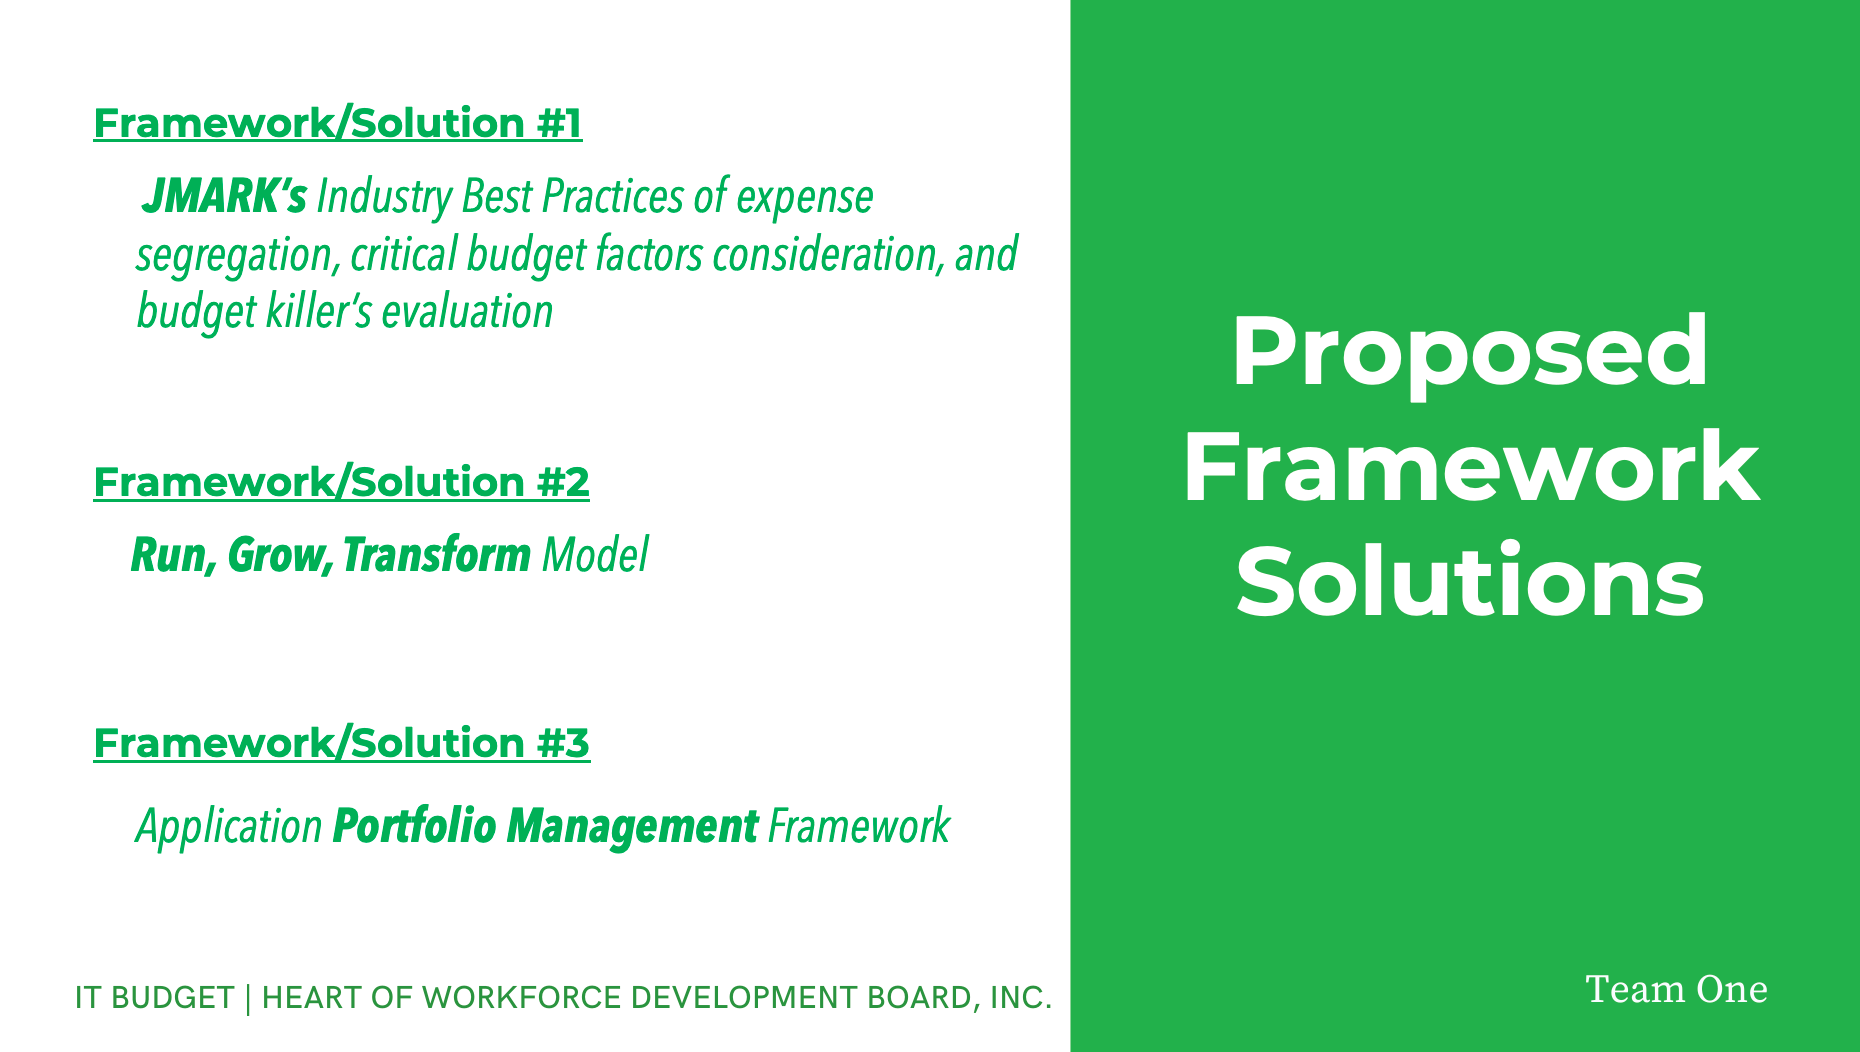 Framework/Solution #1
JMARK’s Industry Best Practices of expense
segregation, critical budget factors consideration, and
budget killer’s evaluation
Framework/Solution #2
Run, Grow, Transform Model
Framework/Solution #3
Application Portfolio Management Framework
IT BUDGET | HEART OF WORKFORCE DEVELOPMENT BOARD, INC.
Proposed
Framework
Solutions
Team One